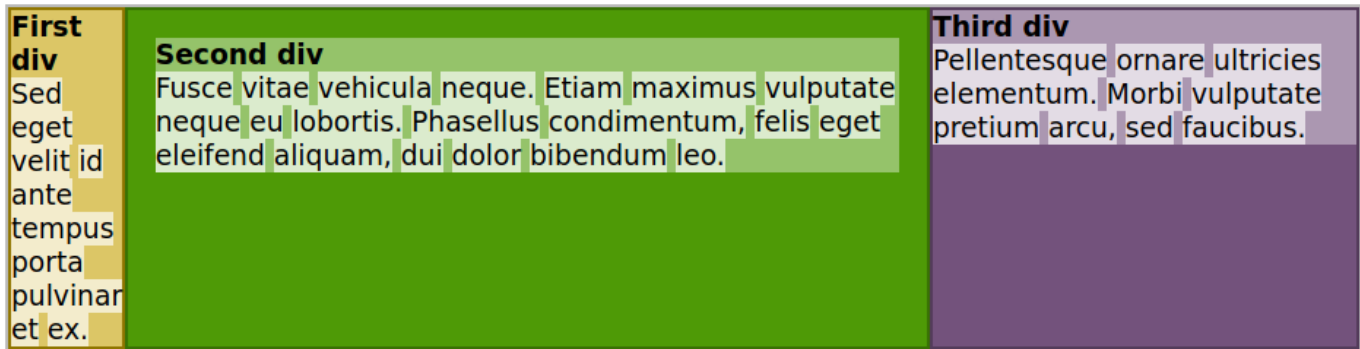 First
div
Sed
eget
velit id
ante
tempus
porta
pulvinar
et ex.
Second div
Fusce vitae vehicula neque. Etiam maximus vulputate
neque eu lobortis. Phasellus condimentum, felis eget
eleifend aliquam, dui dolor bibendum leo.
Third div
Pellentesque ornare ultricies
elementum. Morbi vulputate
pretium arcu, sed faucibus.